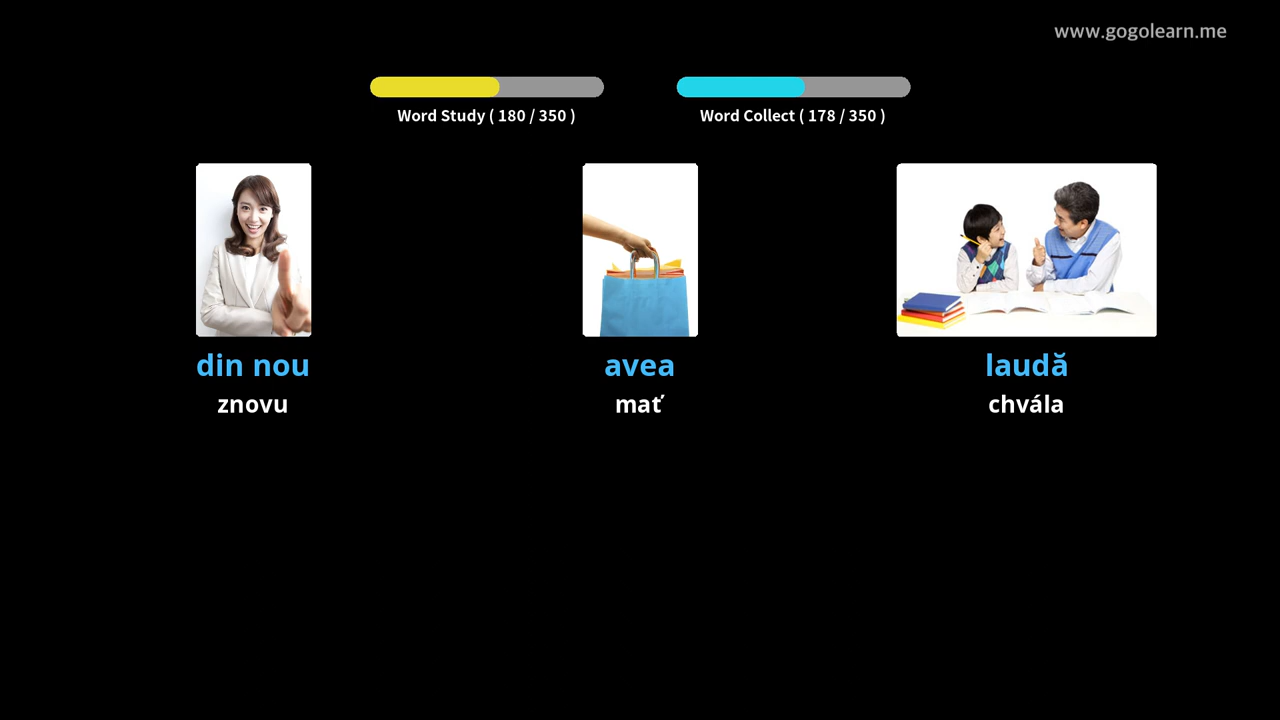 www.gogolearn.me
Word Study ( 180 / 350 )
Word Collect ( 178 / 350 )
din nou
znovu
avea
mať
laudă
chvála